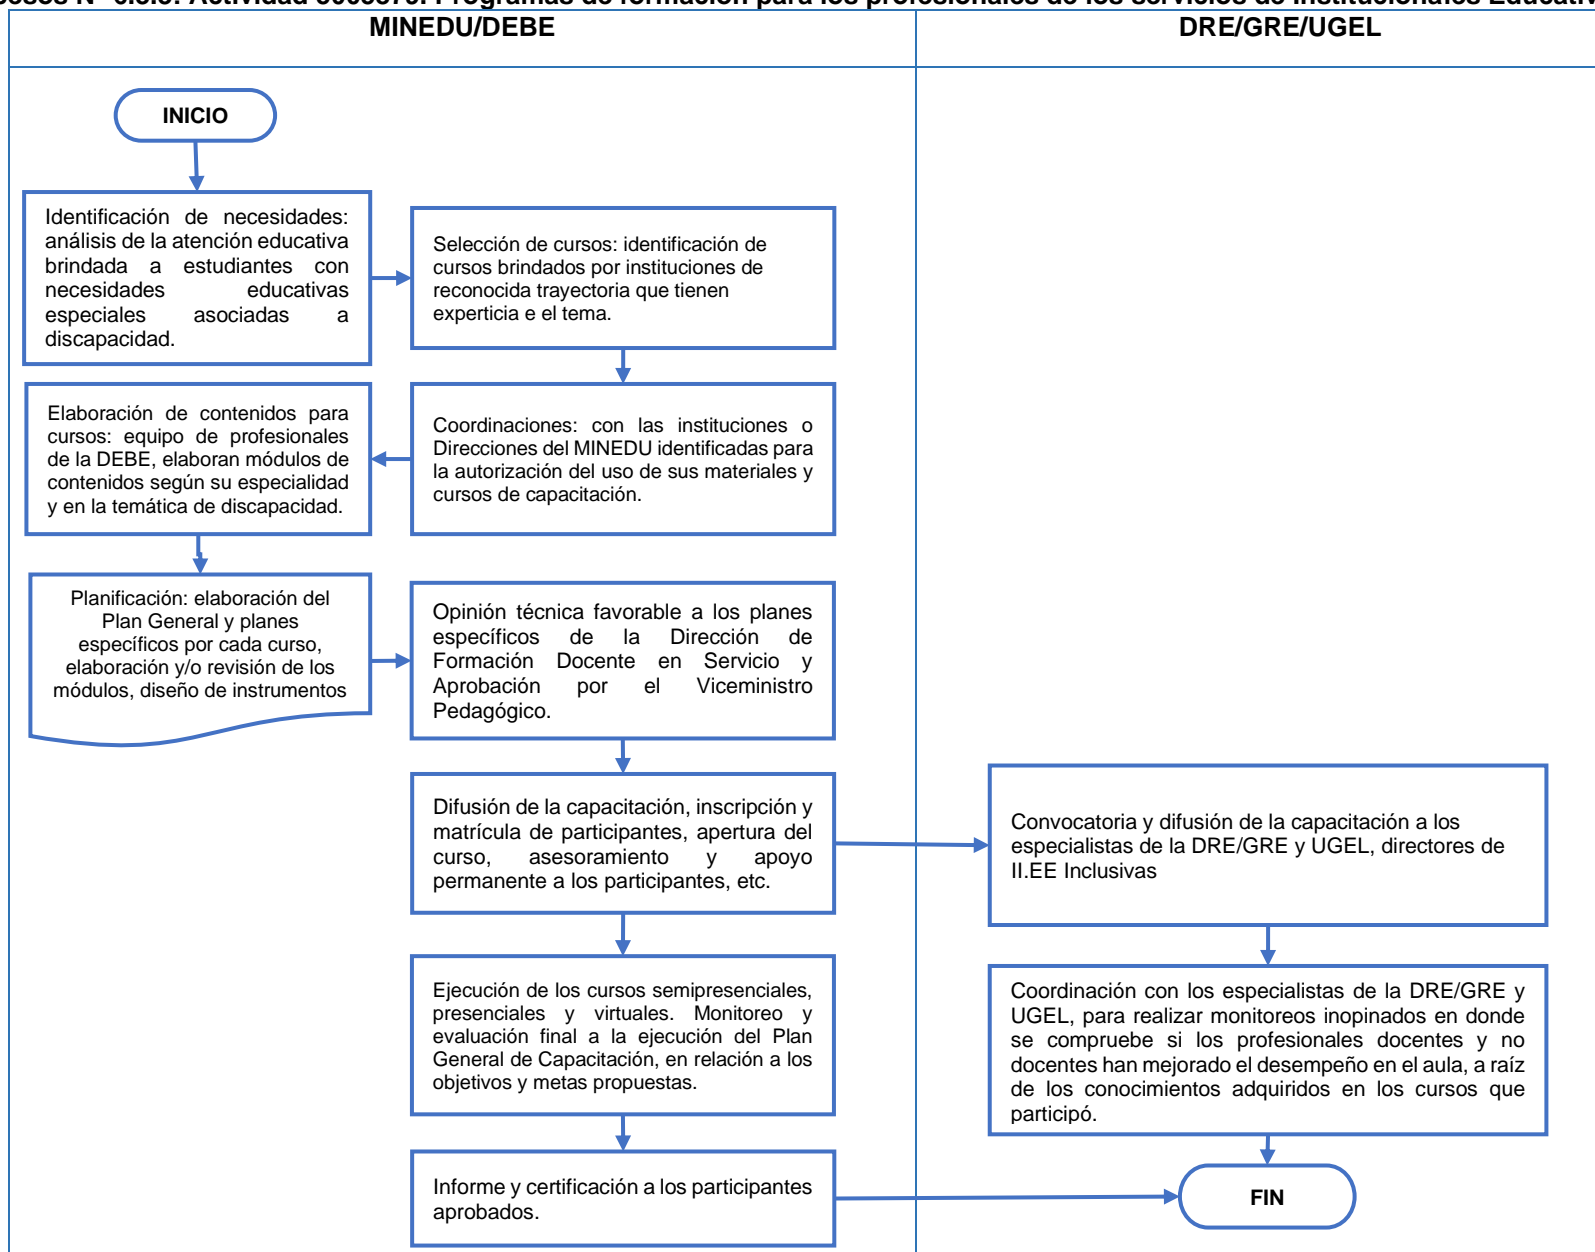 MINEDU/DEBE
DRE/GRE/UGEL
INICIO
Identificación de necesidades:
análisis de la atención educativa
brindada a estudiantes con
necesidades educativas
especiales asociadas a
discapacidad.
Selección de cursos: identificación de
cursos brindados por instituciones de
reconocida trayectoria que tienen
experticia e el tema.
Elaboración de contenidos para
cursos: equipo de profesionales
de la DEBE, elaboran módulos de
contenidos según su especialidad
y en la temática de discapacidad.
Coordinaciones: con las instituciones o
Direcciones del MINEDU identificadas para
la autorización del uso de sus materiales y
cursos de capacitación.
Planificación: elaboración del
Plan General y planes
específicos por cada curso,
elaboración y/o revisión de los
módulos, diseño de instrumentos
Opinión técnica favorable a los planes
específicos de la Dirección de
Formación Docente en Servicio y
Aprobación por el Viceministro
Pedagógico.
Difusión de la capacitación, inscripción y
matrícula de participantes, apertura del
curso, asesoramiento y apoyo
permanente a los participantes, etc.
Convocatoria y difusión de la capacitación a los
especialistas de la DRE/GRE y UGEL, directores de
II.EE Inclusivas
Ejecución de los cursos semipresenciales,
presenciales y virtuales. Monitoreo y
evaluación final a la ejecución del Plan
General de Capacitación, en relación a los
objetivos y metas propuestas.
Coordinación con los especialistas de la DRE/GRE y
UGEL, para realizar monitoreos inopinados en donde
se compruebe si los profesionales docentes y no
docentes han mejorado el desempeño en el aula, a raíz
de los conocimientos adquiridos en los cursos que
participó.
Informe y certificación a los participantes
aprobados.
FIN